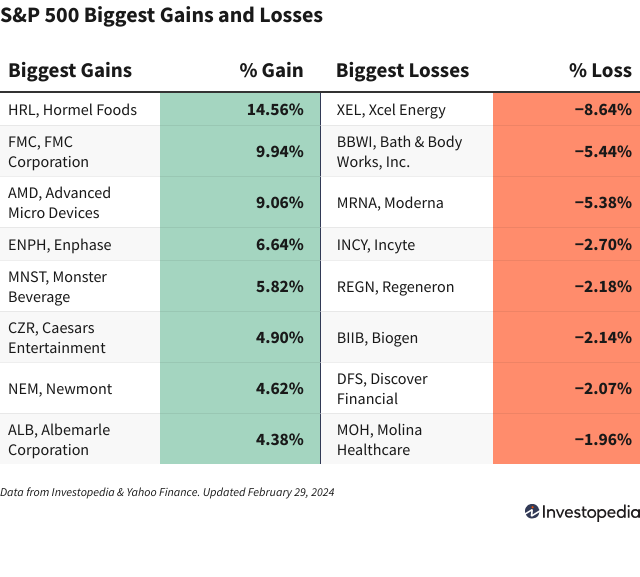 S&P 500 Biggest Gains and Losses
Biggest Gains % Gain Biggest Losses % Loss
HRL, Hormel Foods 14.56% XEL, Xcel Energy −8.64%
FMC, FMC
Corporation 9.94% BBWI, Bath & Body
Works, Inc. −5.44%
AMD, Advanced
Micro Devices 9.06% MRNA, Moderna −5.38%
ENPH, Enphase 6.64% INCY, Incyte −2.70%
MNST, Monster
Beverage 5.82% REGN, Regeneron −2.18%
CZR, Caesars
Entertainment 4.90% BIIB, Biogen −2.14%
NEM, Newmont 4.62% DFS, Discover
Financial −2.07%
ALB, Albemarle
Corporation 4.38% MOH, Molina
Healthcare −1.96%
Data from Investopedia & Yahoo Finance. Updated February 29, 2024
Investopedia